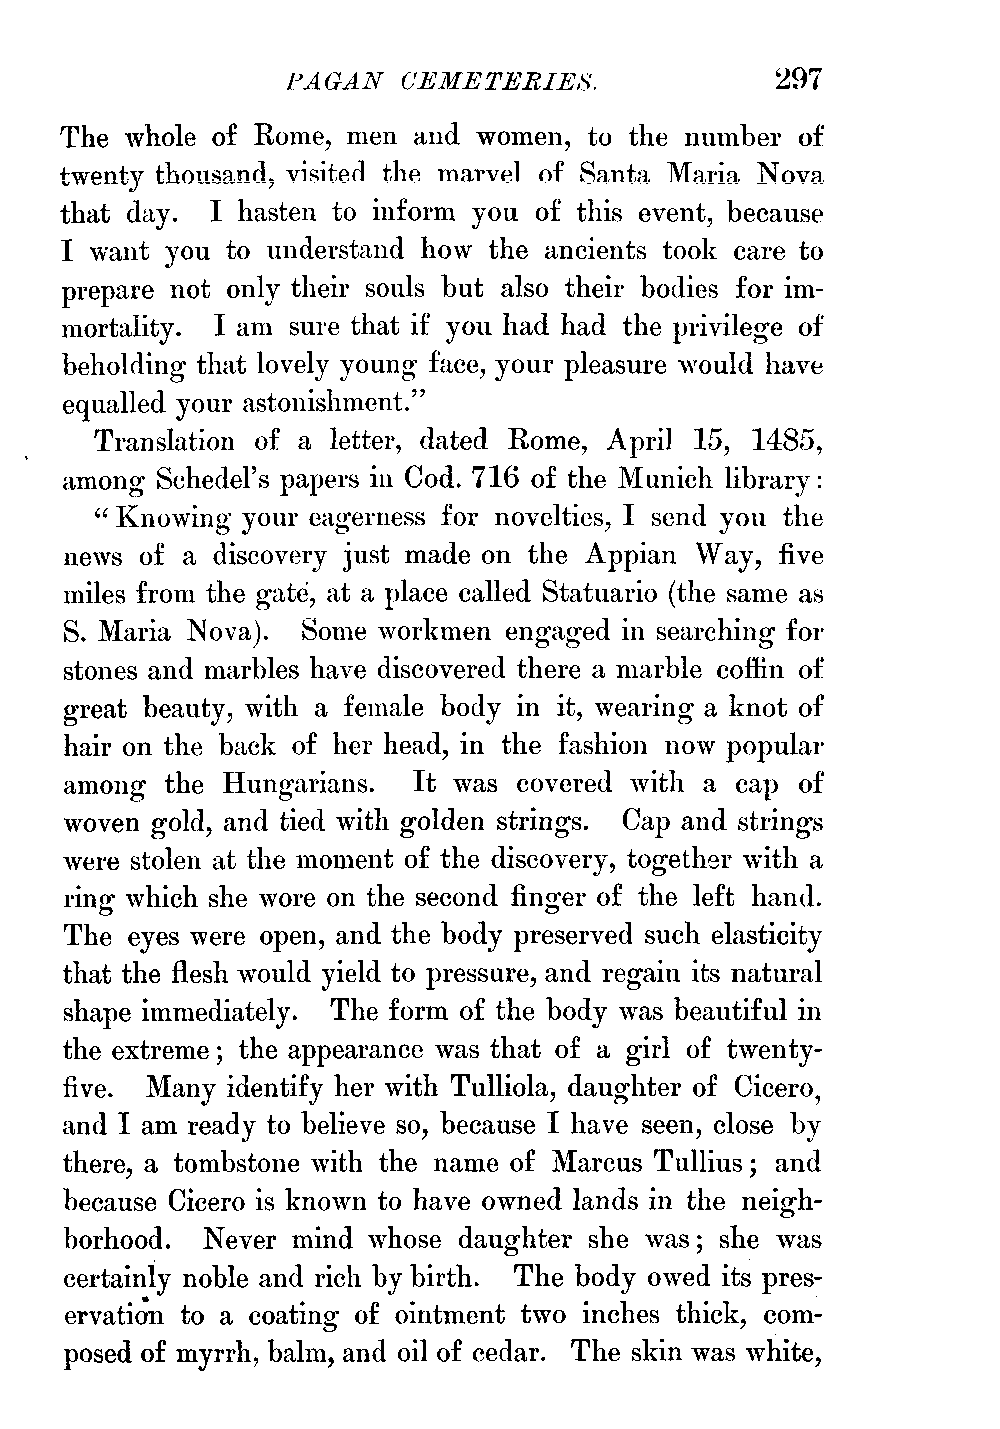 PAGAN CEMETERIES. 297
The whole of Rome, men and women, to the number of
twenty thousand, visited the marvel of Santa Maria Nova
that day. I hasten to inform you of this event, because
I want you to understand how the ancients took care to
prepare not only their souls but also their bodies for im-
mortality. I am sure that if you had had the privilege of
beholding that lovely young face, your pleasure would have
equalled your astonishment.”
Translation of a letter, dated Rome, April 15, 1485,
among Schedel’s papers in Cod. 716 of the Munich library:
“Knowing your eagerness for novelties, I send you the
news of a discovery just made on the Appian Way, five
miles from the gate, at a place called Statuario (the same as
S. Maria Nova). Some workmen engaged in searching for
stones and marbles have discovered there a marble coffin of
great beauty, with a female body in it, wearing a knot of
hair on the back of her head, in the fashion now popular
among the Hungarians. It was covered with a cap of
woven gold, and tied with golden strings. Cap and strings
were stolen at the moment of the discovery, together with a
ring which she wore on the second finger of the left hand.
The eyes were open, and the body preserved such elasticity
that the flesh would yield to pressure, and regain its natural
shape immediately. The form of the body was beautiful in
the extreme; the appearance was that of a girl of twenty-
five. Many identify her with Tulliola, daughter of Cicero,
and I am ready to believe so, because I have seen, close by
there, a tombstone with the name of Marcus Tullius; and
because Cicero is known to have owned lands in the neigh-
borhood. Never mind whose daughter she was; she was
certainly noble and rich by birth. The body owed its pres-
ervation to a coating of ointment two inches thick, com-
posed of myrrh, balm, and oil of cedar. The skin was white,